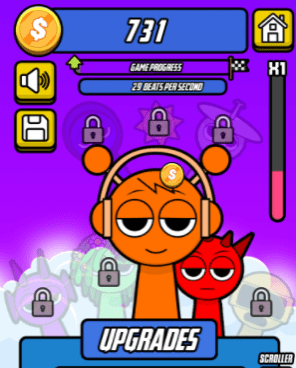 $
731
GAME PROGRESS
X1
29 BEATS PER SECOND
$
UPGRADES
SCROLLER